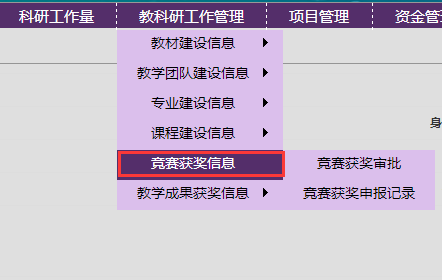 科研工作量 教科研工作管理 项目管理 资金管
教材建设信息
教学团队建设信息
身
专业建设信息
课程建设信息
竞赛获奖信息 竞赛获奖审批
教学成果获奖信息 竞赛获奖申报记录